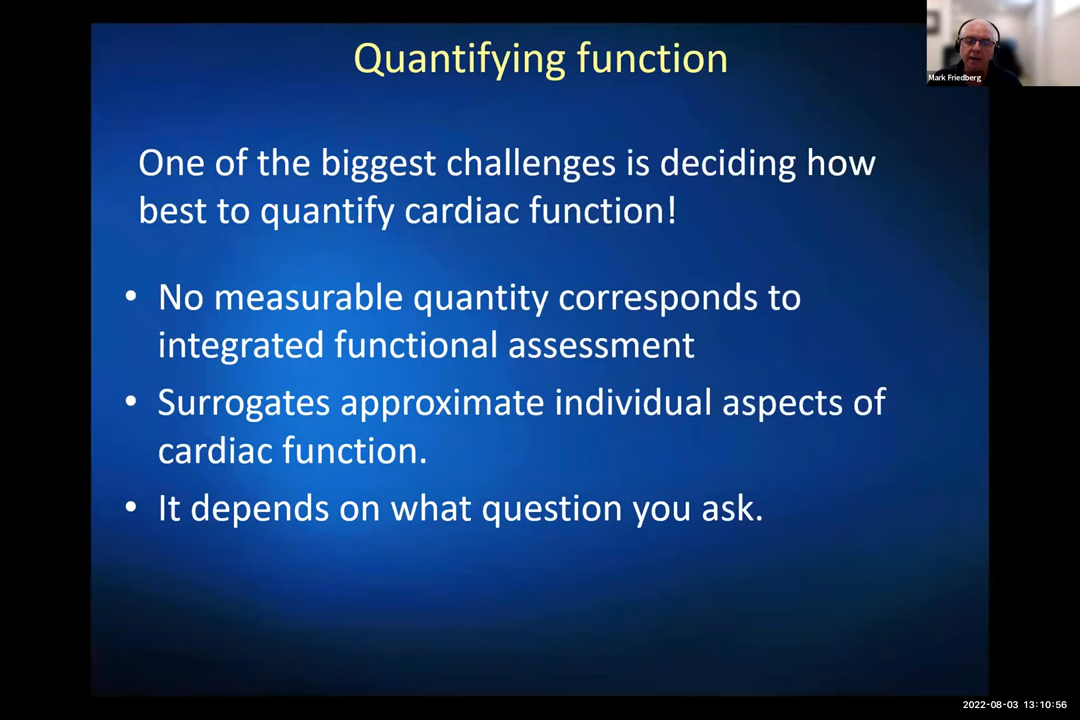 Quantifying function
Mark Friedberg
One of the biggest challenges is deciding how
best to quantify cardiac function!
• No measurable quantity corresponds to
integrated functional assessment
• Surrogates approximate individual aspects of
cardiac function.
• It depends on what question you ask.
2022-08-03 13:10:56